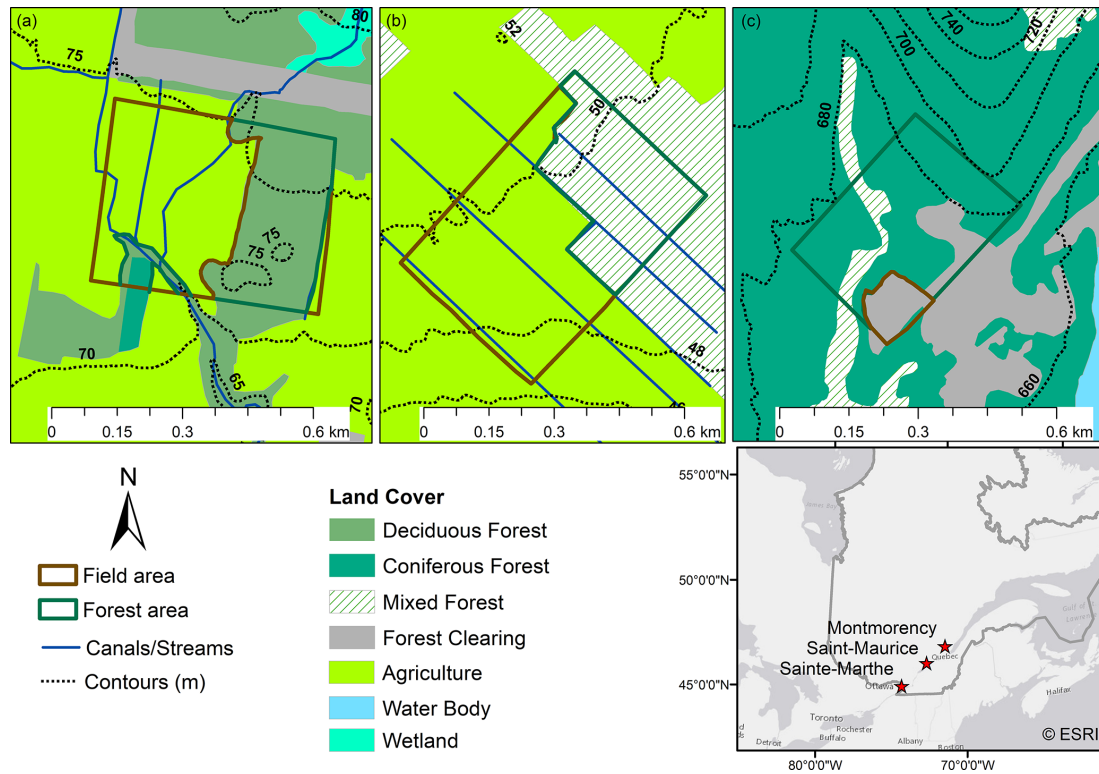 (a)
80
75
75
75
70
65
70
0 0.15 0.3 0.6 km
(b)
52
50
48
0 0.15 0.3 0.6 km
(c)
740
720
700
680
660
0 0.15 0.3 0.6 km
N
Field area
Forest area
Canals/Streams
Contours (m)
Land Cover
Deciduous Forest
Coniferous Forest
Mixed Forest
Forest Clearing
Agriculture
Water Body
Wetland
55°0'0"N
50°0'0"N
45°0'0"N
Montmorency
Saint-Maurice
Sainte-Marthe
Quebec
Ottawa
Gulf of
Lawrence
Halifax
Toronto
Rochester
Buffalo
Detroit
Albany
Boston
© ESRI
80°0'0"W
70°0'0"W